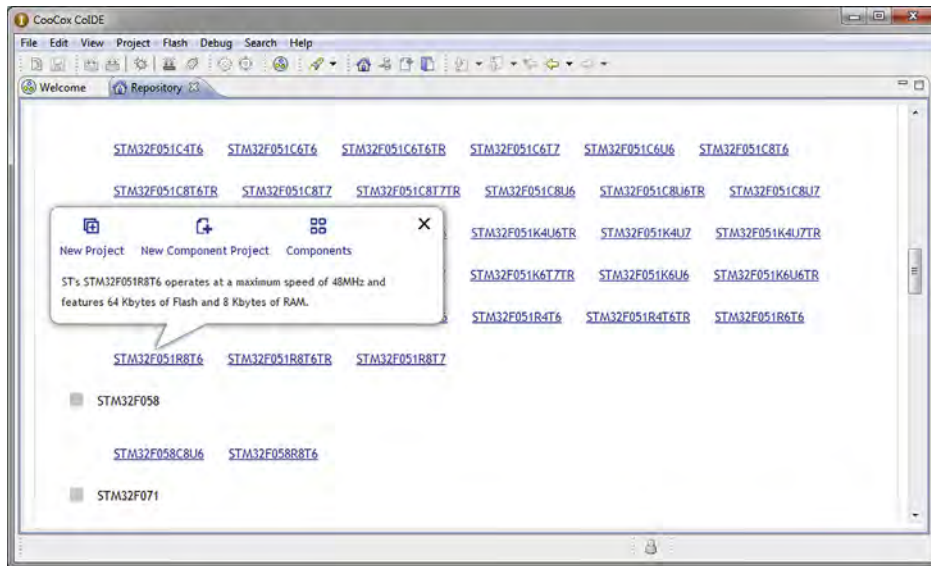 CooCox CoIDE
File Edit View Project Flash Debug Search Help
Welcome Repository
STM32F051C4T6 STM32F051C6T6 STM32F051C6T6TR STM32F051C6T7 STM32F051C6U6 STM32F051C8T6
STM32F051C8T6TR STM32F051C8T7 STM32F051C8T7TR STM32F051C8U6 STM32F051C8U6TR STM32F051C8U7
STM32F051K4U6TR STM32F051K4U7 STM32F051K4U7TR
New Project New Component Project Components
STM32F051K6T7TR STM32F051K6U6 STM32F051K6U6TR
ST's STM32F051R8T6 operates at a maximum speed of 48MHz and
features 64 Kbytes of Flash and 8 Kbytes of RAM.
STM32F051R4T6 STM32F051R4T6TR STM32F051R6T6
STM32F051R8T6 STM32F051R8T6TR STM32F051R8T7
STM32F058
STM32F058C8U6 STM32F058R8T6
STM32F071